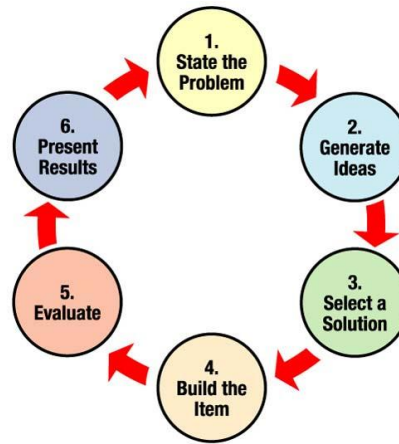 1.
State the
Problem
2.
Generate
Ideas
3.
Select a
Solution
4.
Build the
Item
5.
Evaluate
6.
Present
Results